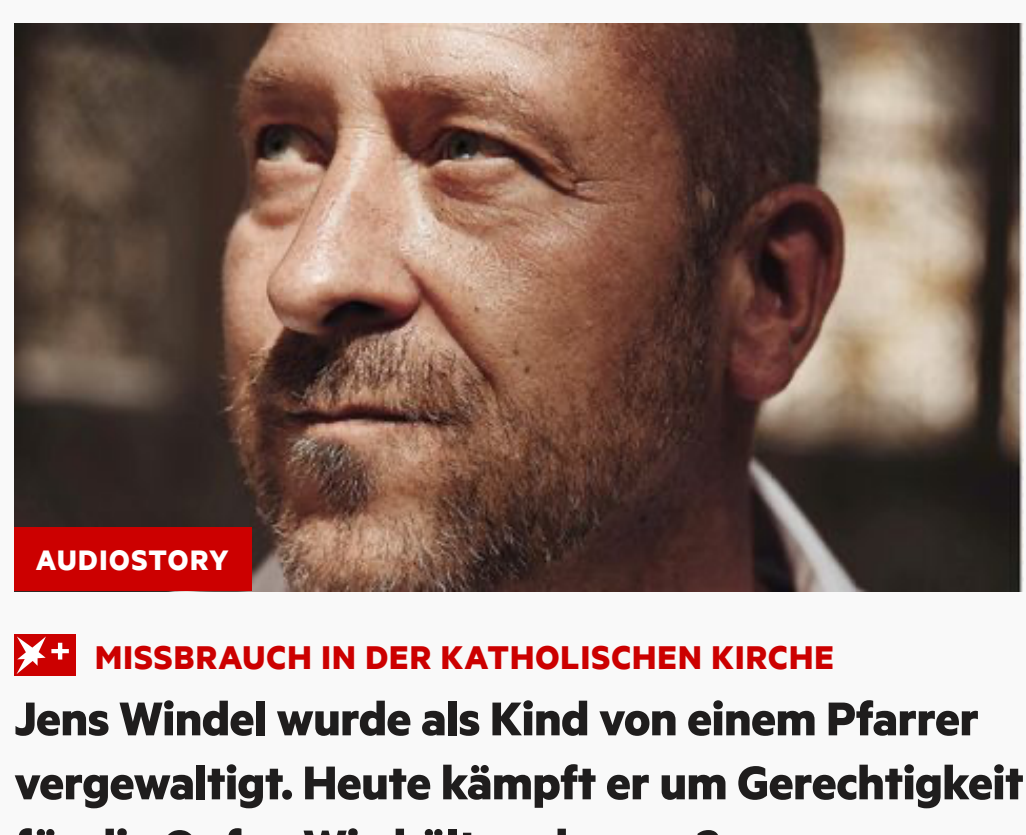 AUDIOSTORY
+ MISSBRAUCH IN DER KATHOLISCHEN KIRCHE
Jens Windel wurde als Kind von einem Pfarrer
vergewaltigt. Heute kämpft er um Gerechtigkeit